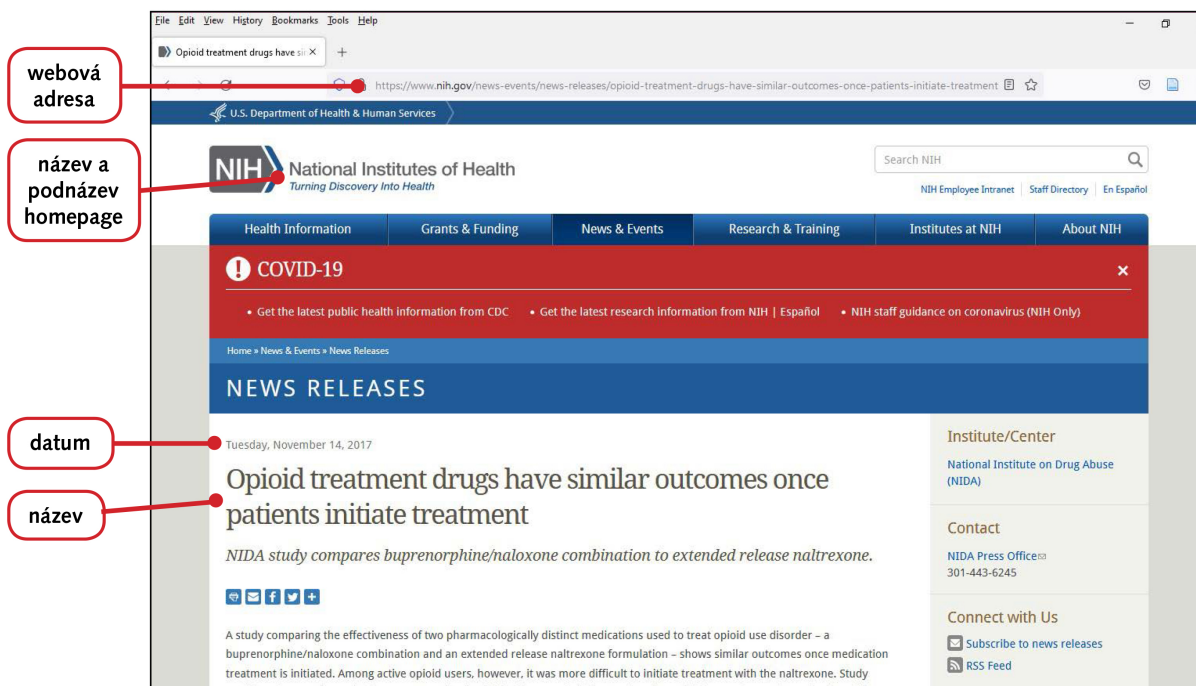 File Edit View History Bookmarks Tools Help
Opioid treatment drugs have si
webová
adresa
https://www.nih.gov/news-events/news-releases/opioid-treatment-drugs-have-similar-outcomes-once-patients-initiate-treatment
U.S. Department of Health & Human Services
název a
podnázev
homepage
NIH
National Institutes of Health
Turning Discovery Into Health
Search NIH
NIH Employee Intranet Staff Directory En Español
Health Information Grants & Funding News & Events Research & Training Institutes at NIH About NIH
COVID-19
• Get the latest public health information from CDC • Get the latest research information from NIH | Español • NIH staff guidance on coronavirus (NIH Only)
Home » News & Events » News Releases
NEWS RELEASES
datum
Tuesday, November 14, 2017
název
Opioid treatment drugs have similar outcomes once
patients initiate treatment
NIDA study compares buprenorphine/naloxone combination to extended release naltrexone.
A study comparing the effectiveness of two pharmacologically distinct medications used to treat opioid use disorder – a
buprenorphine/naloxone combination and an extended release naltrexone formulation – shows similar outcomes once medication
treatment is initiated. Among active opioid users, however, it was more difficult to initiate treatment with the naltrexone. Study
Institute/Center
National Institute on Drug Abuse
(NIDA)
Contact
NIDA Press Office
301-443-6245
Connect with Us
Subscribe to news releases
RSS Feed